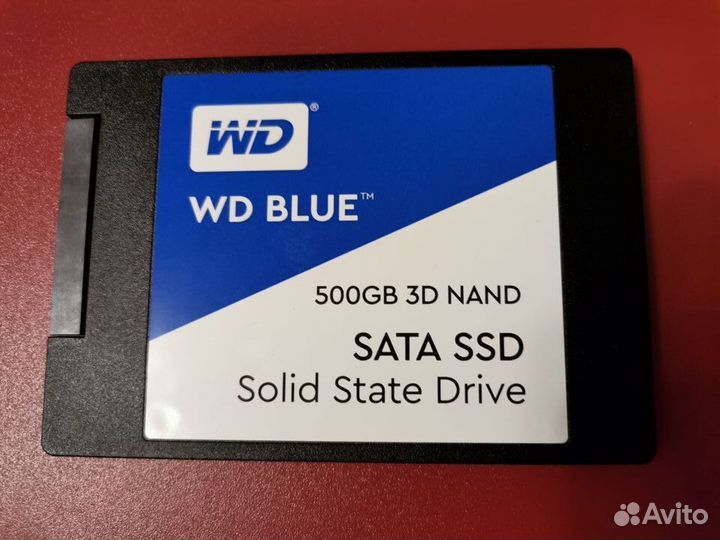 WD®
WD BLUE™
500GB 3D NAND
SATA SSD
Solid State Drive
Avito